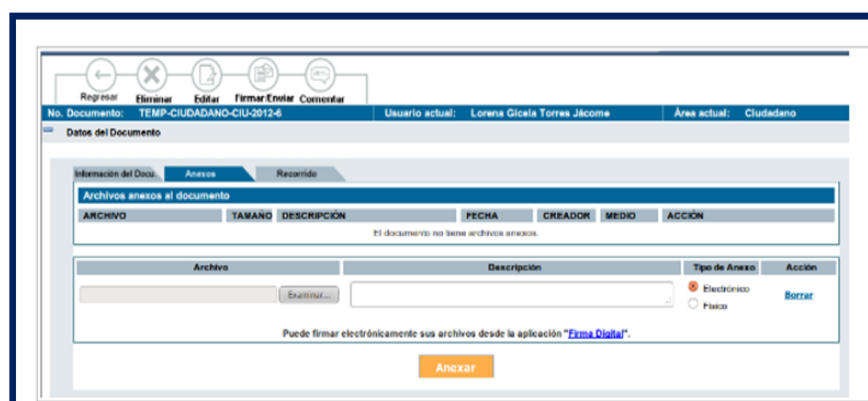 Regresar Eliminar Editar Firmar/Enviar Comentar
No. Documento: TEMP-CIUDADANO-CIU-2012-6 Usuario actual: Lorena Gicela Torres Jácome Área actual: Ciudadano
Datos del Documento
Información del Docu. Anexos Recorrido
Archivos anexos al documento
ARCHIVO TAMAÑO DESCRIPCIÓN FECHA CREADOR MEDIO ACCIÓN
El documento no tiene archivos anexos.
Archivo Descripción Tipo de Anexo Acción
Examinar... Electrónico Borrar
Físico
Puede firmar electrónicamente sus archivos desde la aplicación "Firma Digital".
Anexar